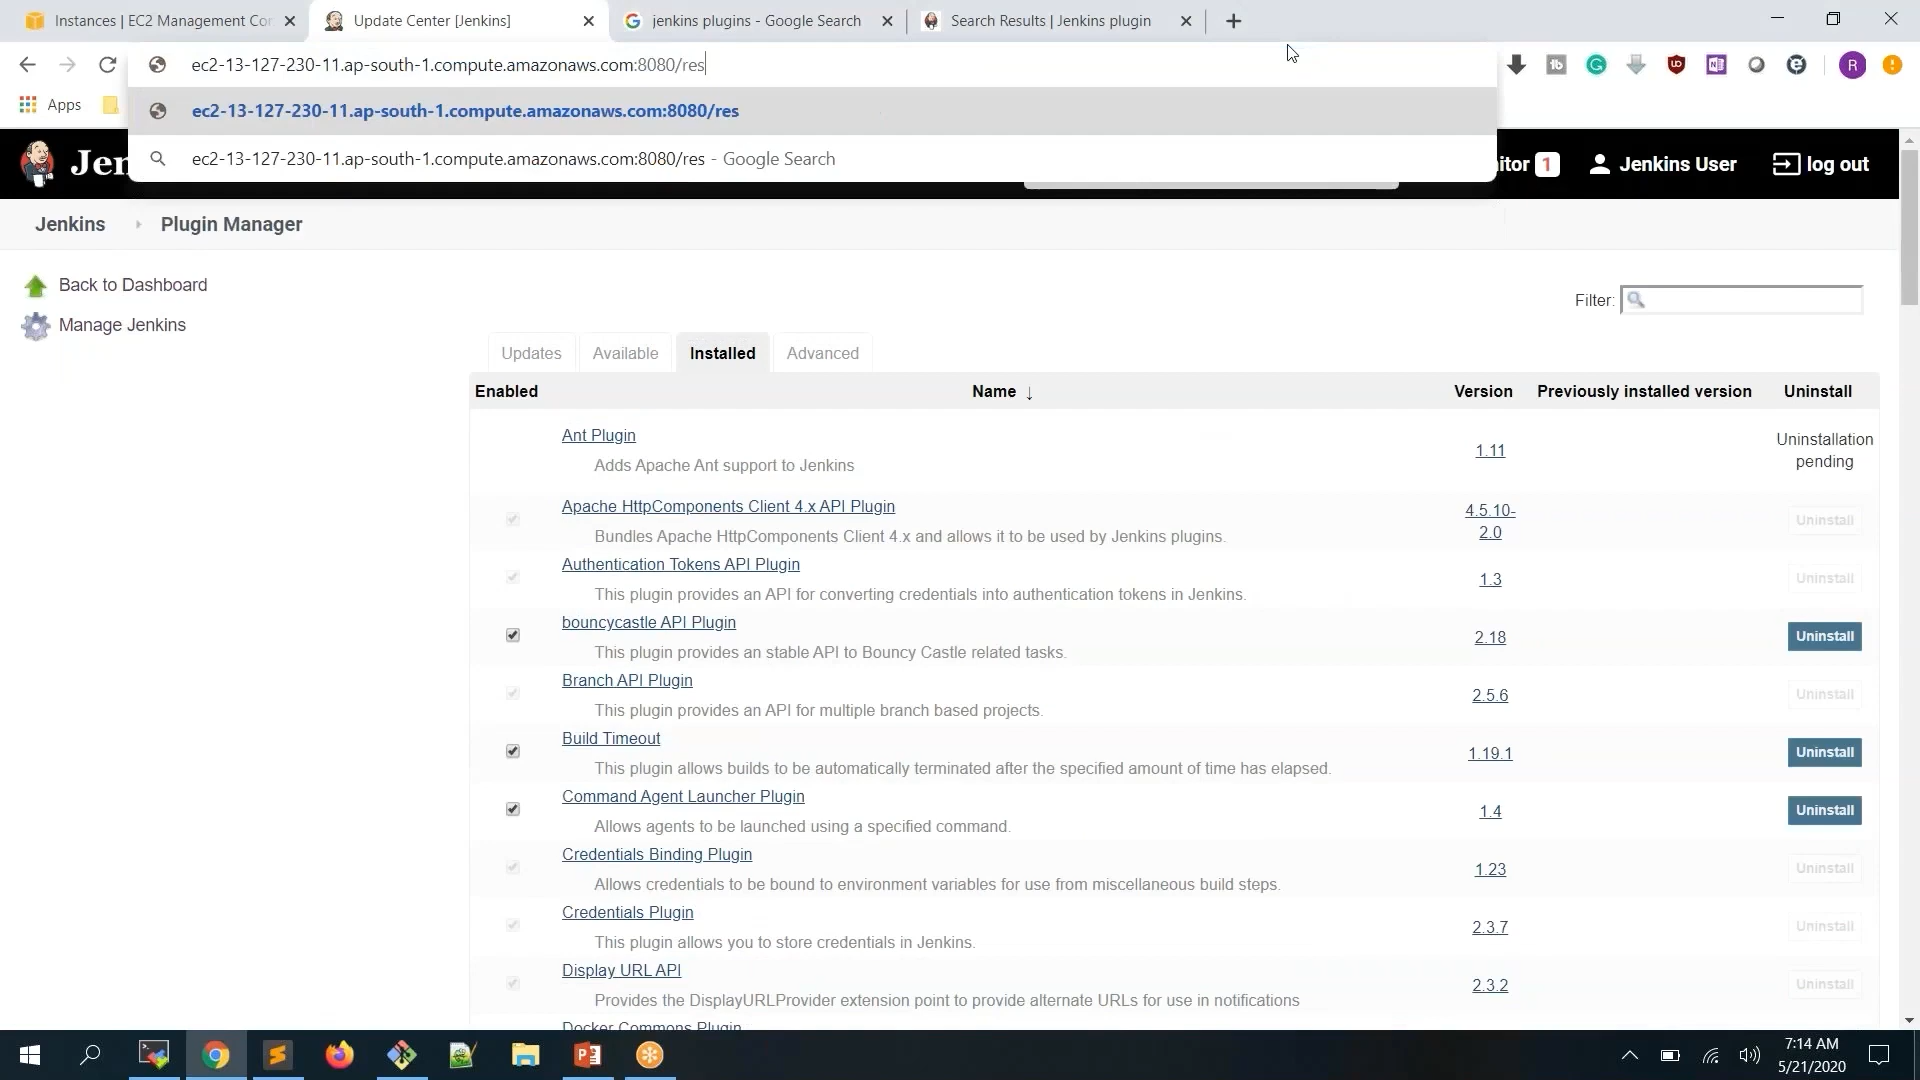 Instances | EC2 Management Con
Update Center [Jenkins]
jenkins plugins - Google Search
Search Results | Jenkins plugin
ec2-13-127-230-11.ap-south-1.compute.amazonaws.com:8080/res
Apps
ec2-13-127-230-11.ap-south-1.compute.amazonaws.com:8080/res
ec2-13-127-230-11.ap-south-1.compute.amazonaws.com:8080/res - Google Search
R
Jen
itor 1
Jenkins User
log out
Jenkins
Plugin Manager
Back to Dashboard
Manage Jenkins
Filter:
Updates
Available
Installed
Advanced
Enabled
Name ↓
Version
Previously installed version
Uninstall
Ant Plugin
Adds Apache Ant support to Jenkins
1.11
Uninstallation
pending
Apache HttpComponents Client 4.x API Plugin
Bundles Apache HttpComponents Client 4.x and allows it to be used by Jenkins plugins.
4.5.10-
2.0
Uninstall
Authentication Tokens API Plugin
This plugin provides an API for converting credentials into authentication tokens in Jenkins.
1.3
Uninstall
bouncycastle API Plugin
This plugin provides an stable API to Bouncy Castle related tasks.
2.18
Uninstall
Branch API Plugin
This plugin provides an API for multiple branch based projects.
2.5.6
Uninstall
Build Timeout
This plugin allows builds to be automatically terminated after the specified amount of time has elapsed.
1.19.1
Uninstall
Command Agent Launcher Plugin
Allows agents to be launched using a specified command.
1.4
Uninstall
Credentials Binding Plugin
Allows credentials to be bound to environment variables for use from miscellaneous build steps.
1.23
Uninstall
Credentials Plugin
This plugin allows you to store credentials in Jenkins.
2.3.7
Uninstall
Display URL API
Provides the DisplayURLProvider extension point to provide alternate URLs for use in notifications
2.3.2
Uninstall
Docker Commons Plugin
7:14 AM
5/21/2020